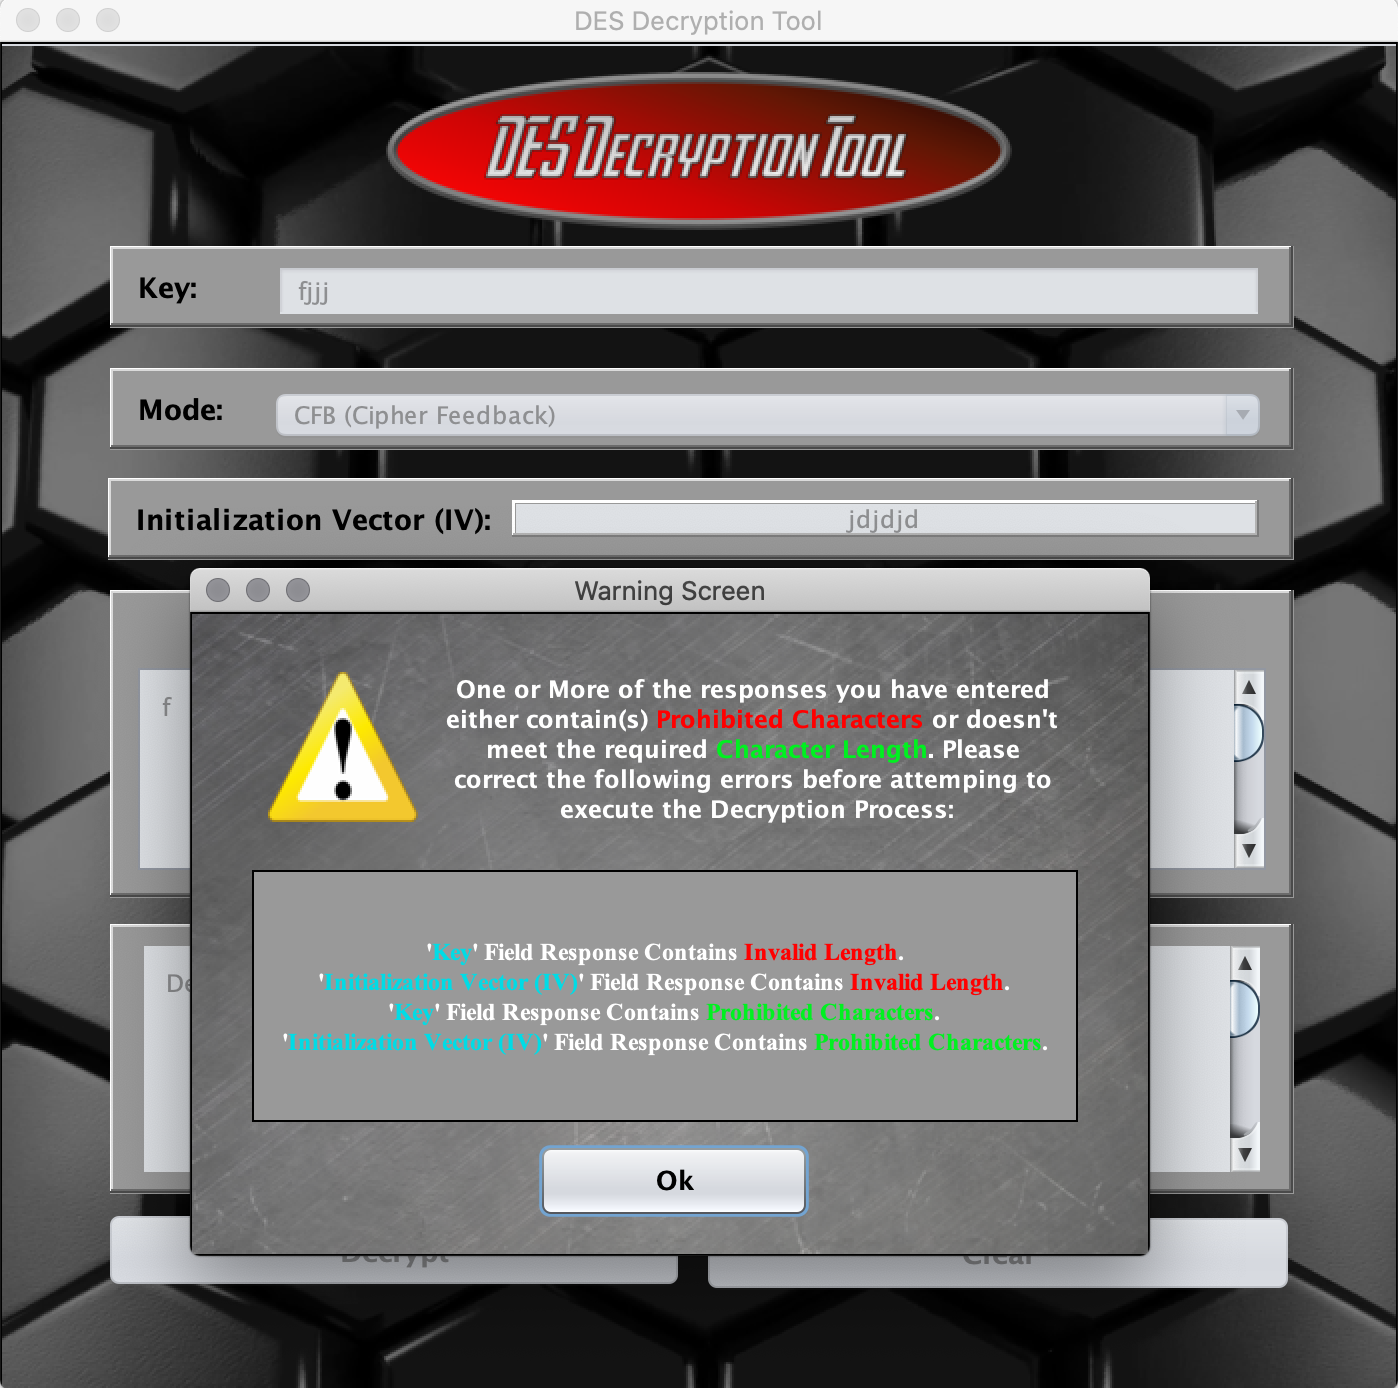 DES Decryption Tool
DES DECRYPTION TOOL
Key:
fjjj
Mode:
CFB (Cipher Feedback)
Initialization Vector (IV):
jdjdjd
Warning Screen
f
One or More of the responses you have entered
either contain(s) Prohibited Characters or doesn't
meet the required Character Length. Please
correct the following errors before attemping to
execute the Decryption Process:
'Key' Field Response Contains Invalid Length.
'Initialization Vector (IV)' Field Response Contains Invalid Length.
'Key' Field Response Contains Prohibited Characters.
'Initialization Vector (IV)' Field Response Contains Prohibited Characters.
Ok
Decrypt
Clear